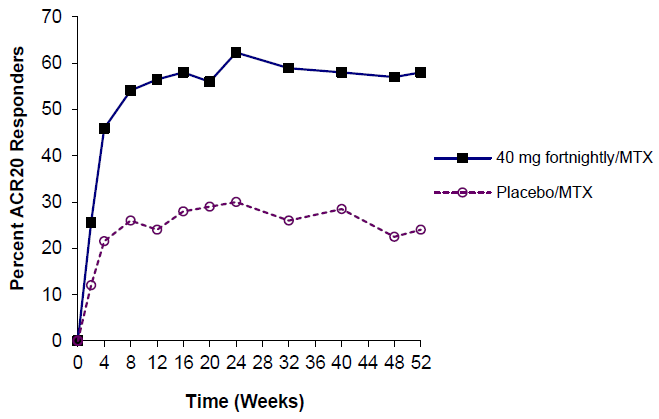 70
60
50
40
30
20
10
0
Percent ACR20 Responders
0 4 8 12 16 20 24 28 32 36 40 44 48 52
Time (Weeks)
40 mg fortnightly/MTX
Placebo/MTX